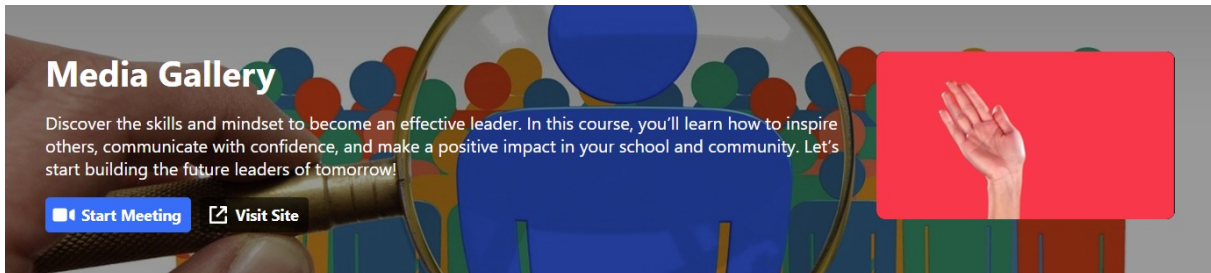 Media Gallery
Discover the skills and mindset to become an effective leader. In this course, you’ll learn how to inspire
others, communicate with confidence, and make a positive impact in your school and community. Let’s
start building the future leaders of tomorrow!
Start Meeting
Visit Site